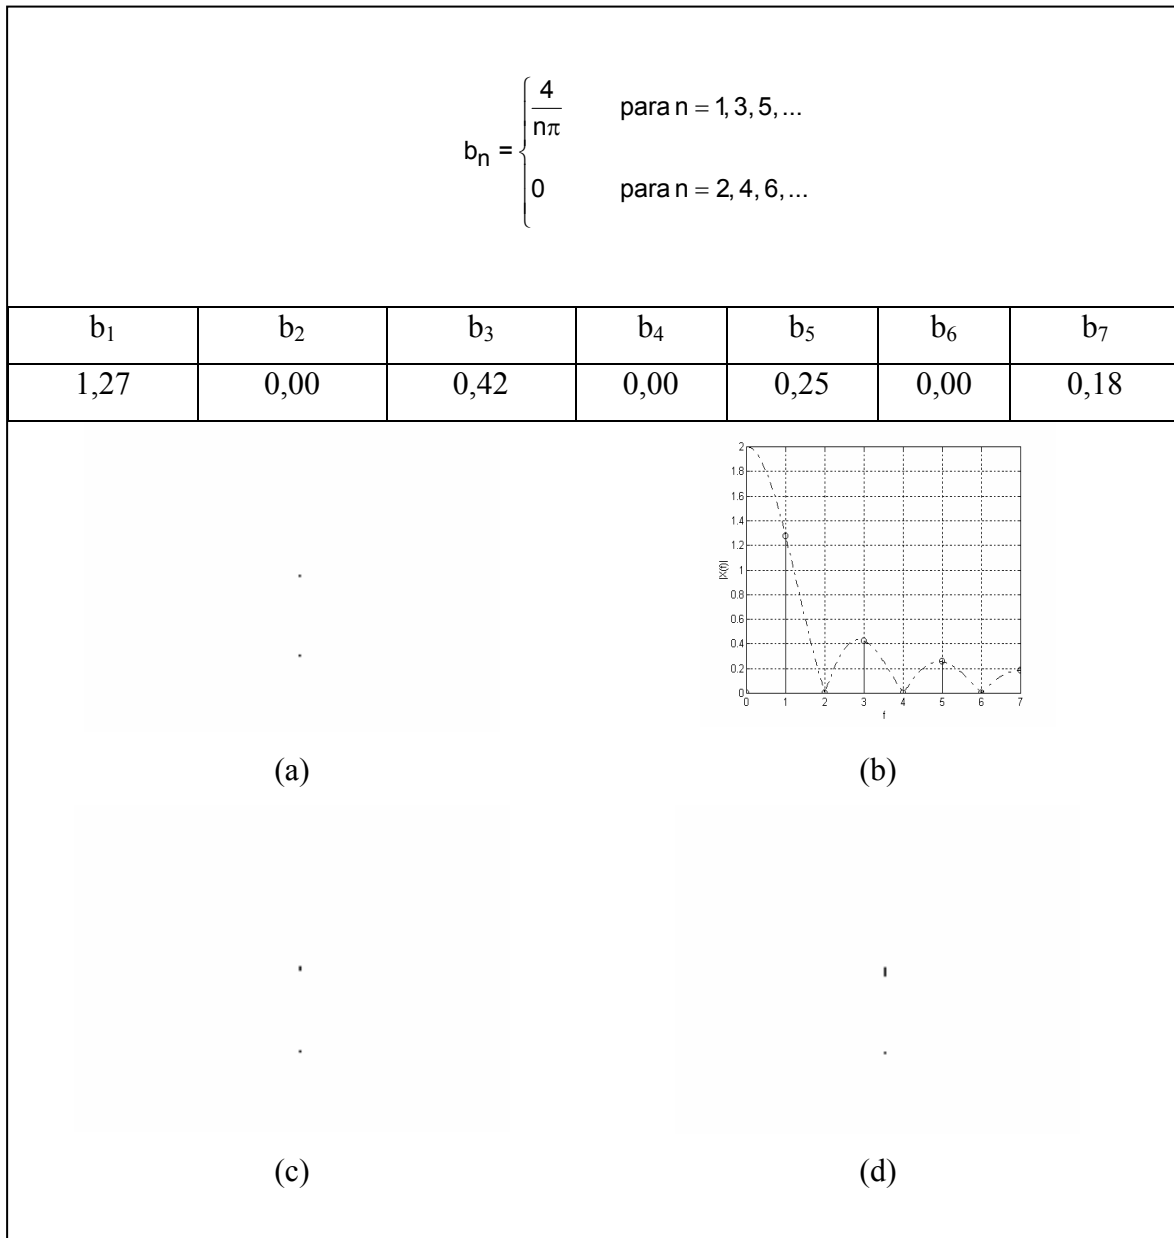 bn = { 4/nπ para n = 1, 3, 5, ...
0 para n = 2, 4, 6, ...
b1 b2 b3 b4 b5 b6 b7
1,27 0,00 0,42 0,00 0,25 0,00 0,18
2
1.8
1.6
1.4
1.2
1
0.8
0.6
0.4
0.2
0
|X(f)|
0 1 2 3 4 5 6 7
f
(a) (b)
(c) (d)